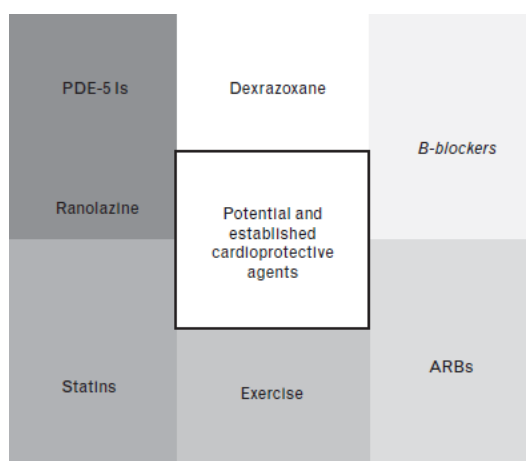 PDE-5 Is
Dexrazoxane
B-blockers
Ranolazine
Potential and
established
cardioprotective
agents
Statins
Exercise
ARBs